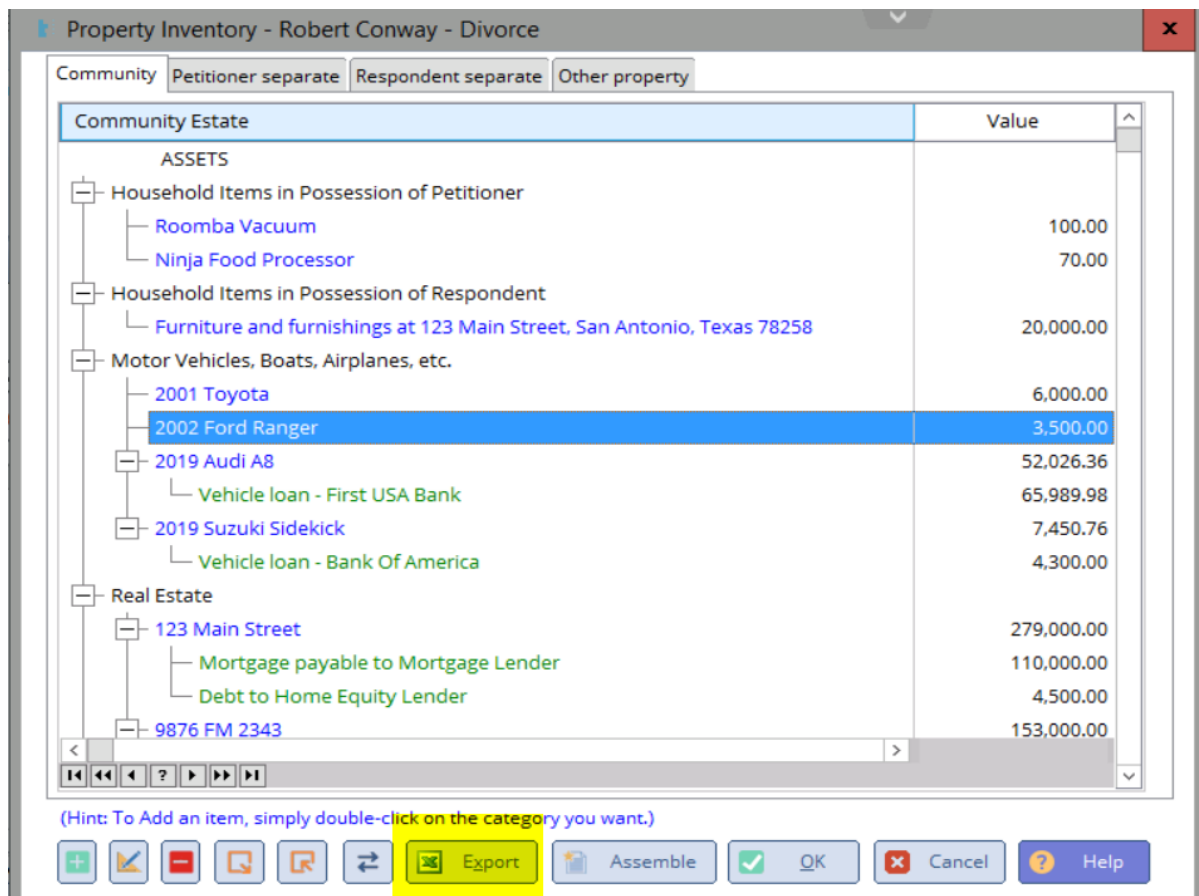 Property Inventory - Robert Conway - Divorce
Community Petitioner separate Respondent separate Other property
Community Estate Value
ASSETS
Household Items in Possession of Petitioner
Roomba Vacuum 100.00
Ninja Food Processor 70.00
Household Items in Possession of Respondent
Furniture and furnishings at 123 Main Street, San Antonio, Texas 78258 20,000.00
Motor Vehicles, Boats, Airplanes, etc.
2001 Toyota 6,000.00
2002 Ford Ranger 3,500.00
2019 Audi A8 52,026.36
Vehicle loan - First USA Bank 65,989.98
2019 Suzuki Sidekick 7,450.76
Vehicle loan - Bank Of America 4,300.00
Real Estate
123 Main Street 279,000.00
Mortgage payable to Mortgage Lender 110,000.00
Debt to Home Equity Lender 4,500.00
9876 FM 2343 153,000.00
(Hint: To Add an item, simply double-click on the category you want.)
Export Assemble OK Cancel ? Help